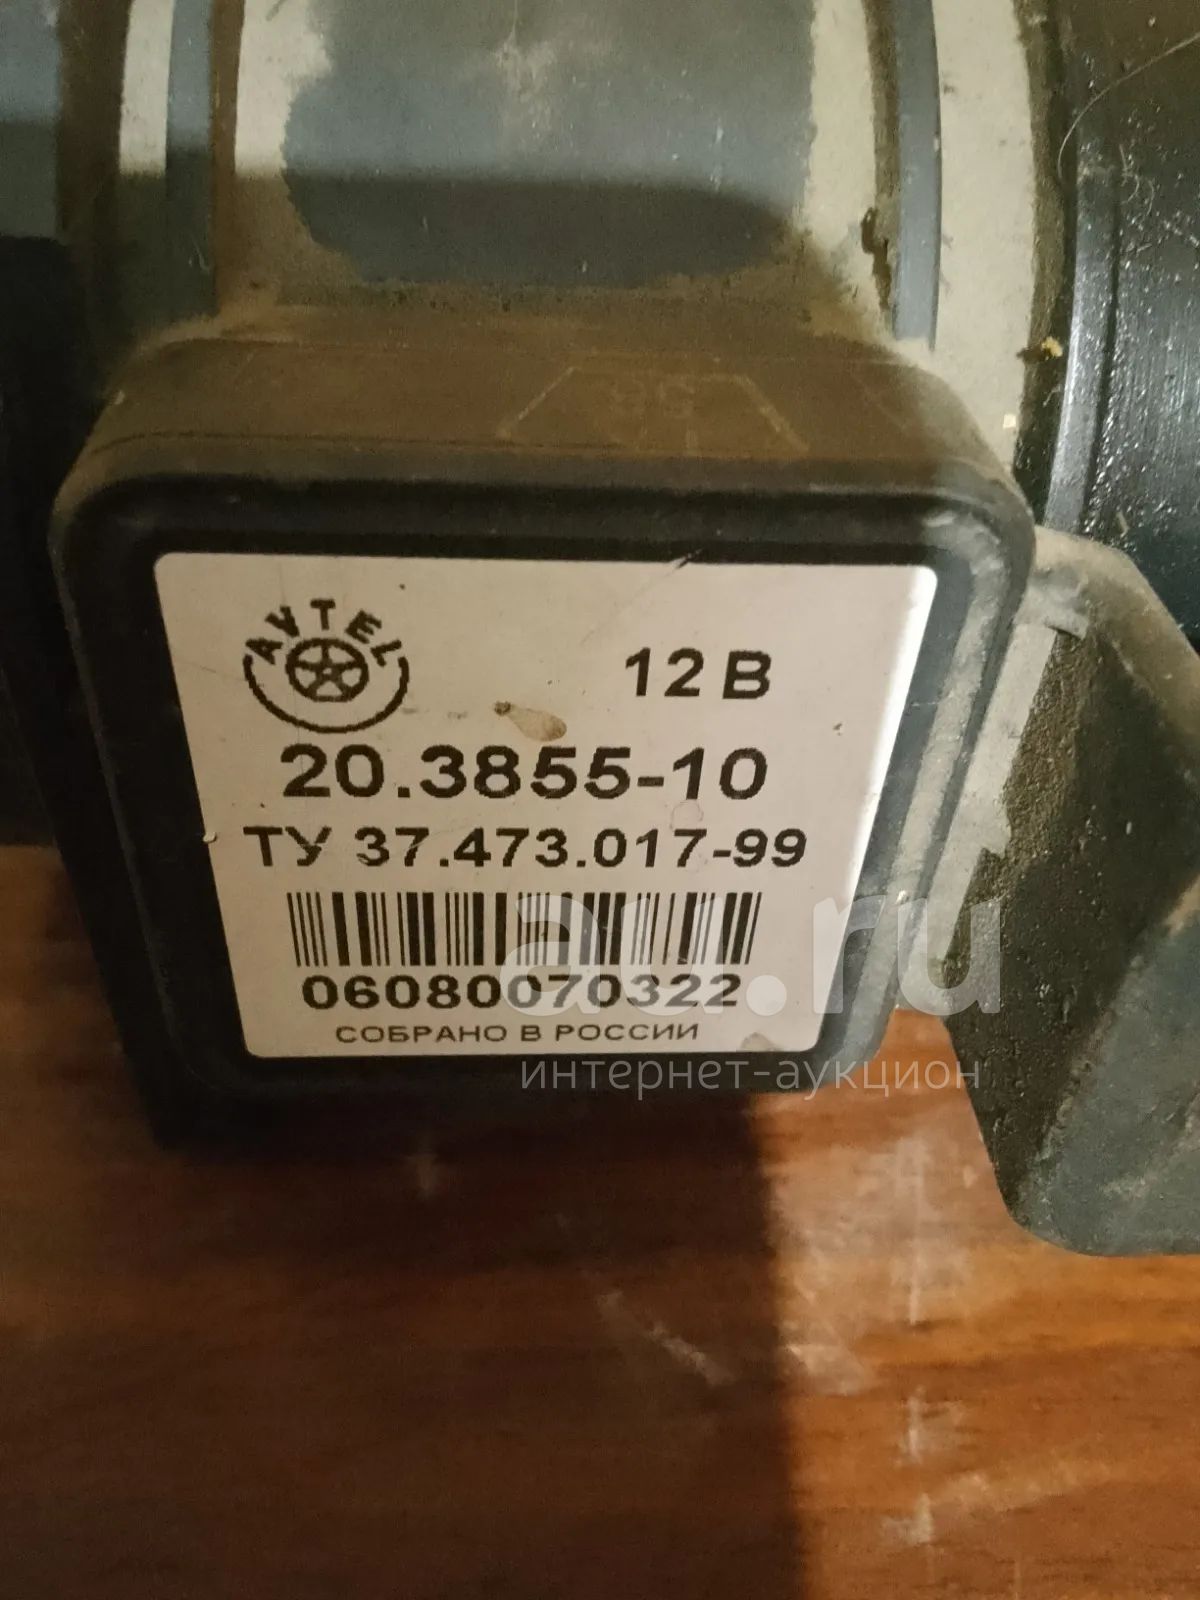 AVTEL
12 В
20.3855-10
ТУ 37.473.017-99
06080070322
СОБРАНО В РОССИИ
au.ru
интернет-аукцион